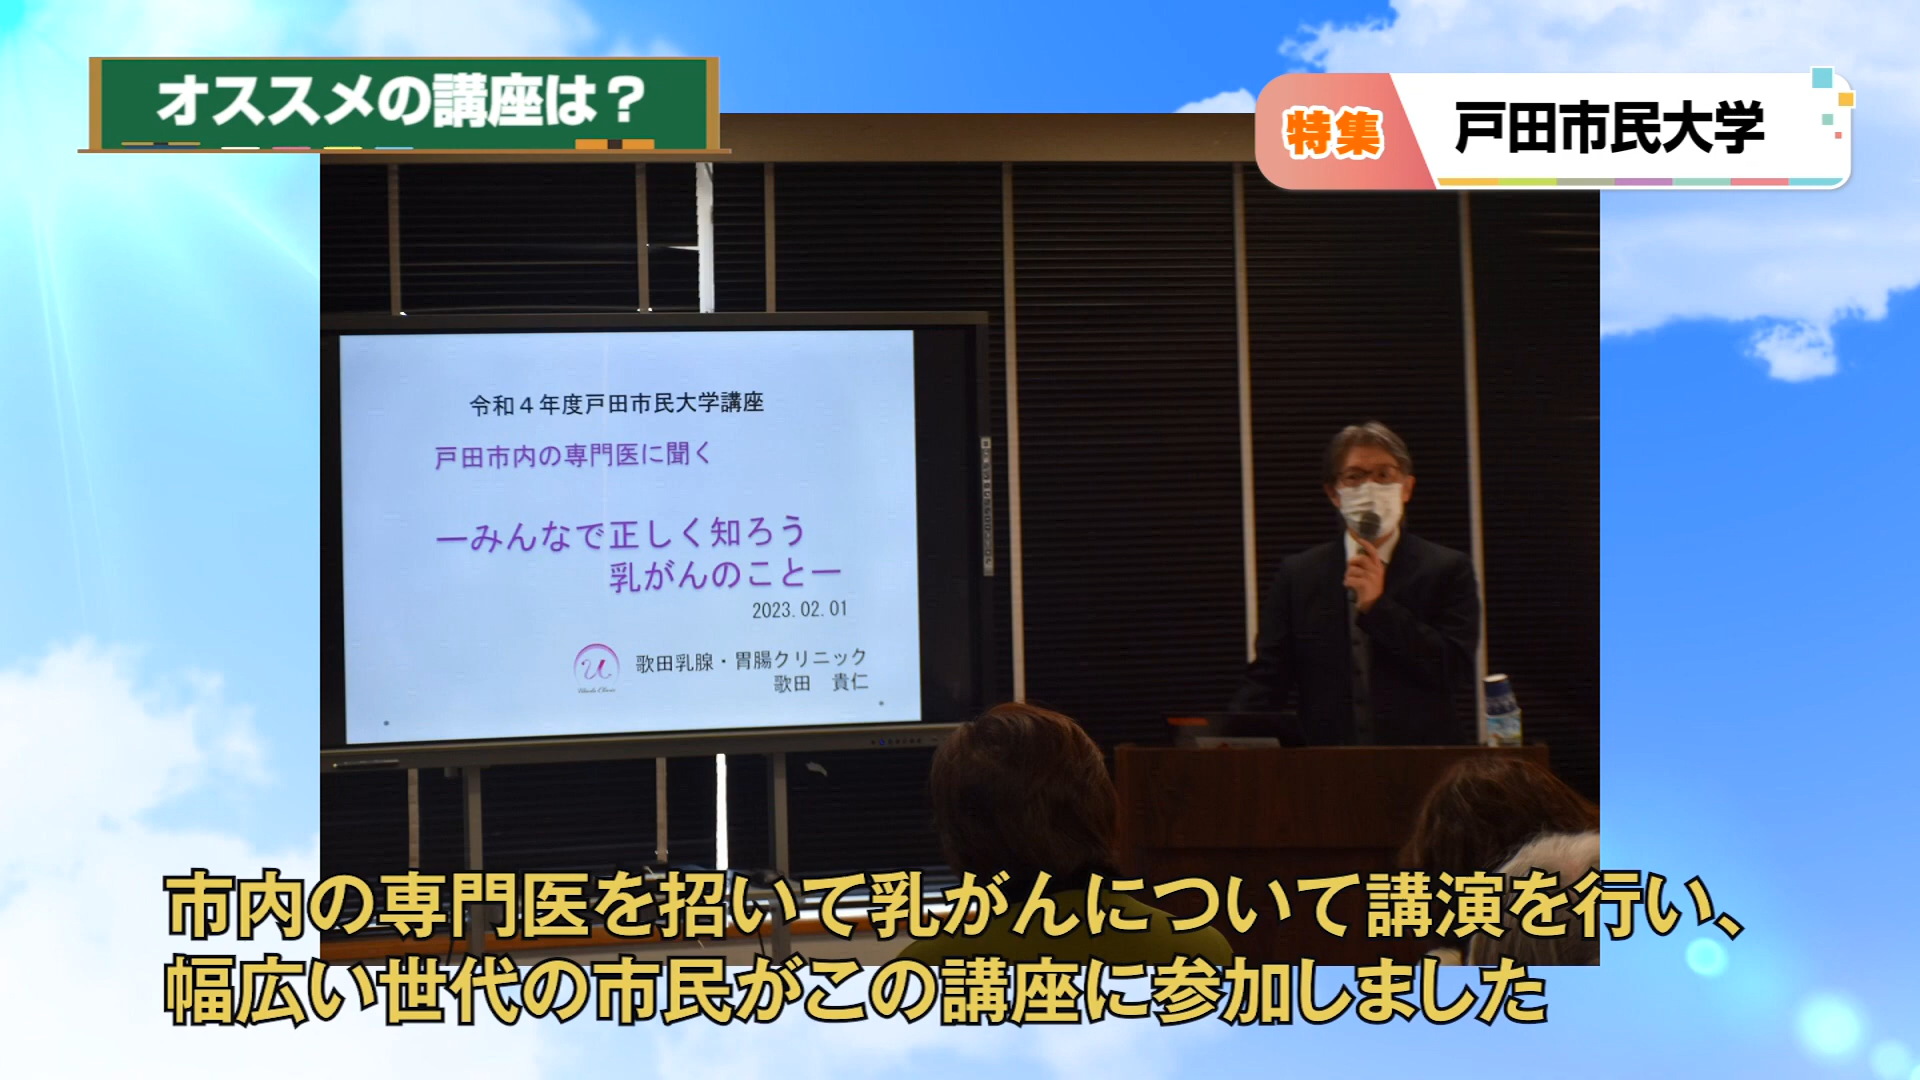 オススメの講座は？
特集 戸田市民大学
令和４年度戸田市民大学講座
戸田市内の専門医に聞く
―みんなで正しく知ろう
乳がんのこと―
2023.02.01
歌田乳腺・胃腸クリニック
歌田　貴仁
市内の専門医を招いて乳がんについて講演を行い、
幅広い世代の市民がこの講座に参加しました